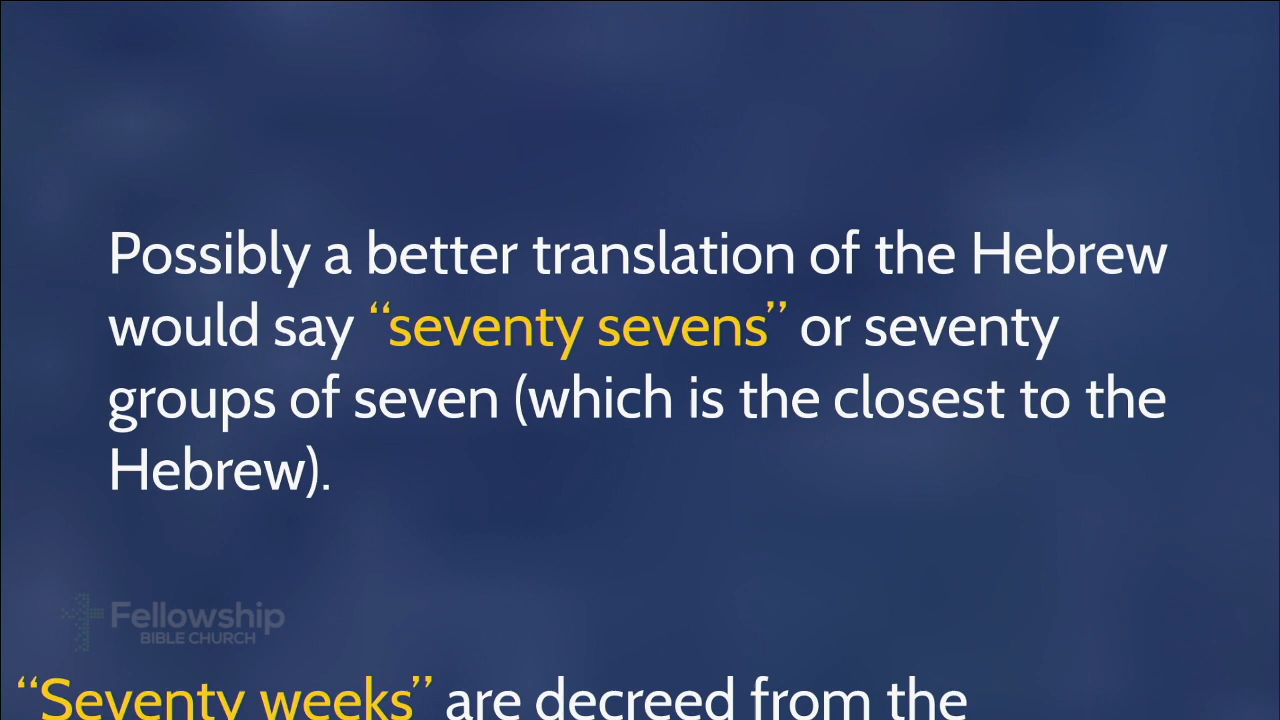 Possibly a better translation of the Hebrew
would say “seventy sevens” or seventy
groups of seven (which is the closest to the
Hebrew).
Fellowship
BIBLE CHURCH
“Seventy weeks” are decreed from the